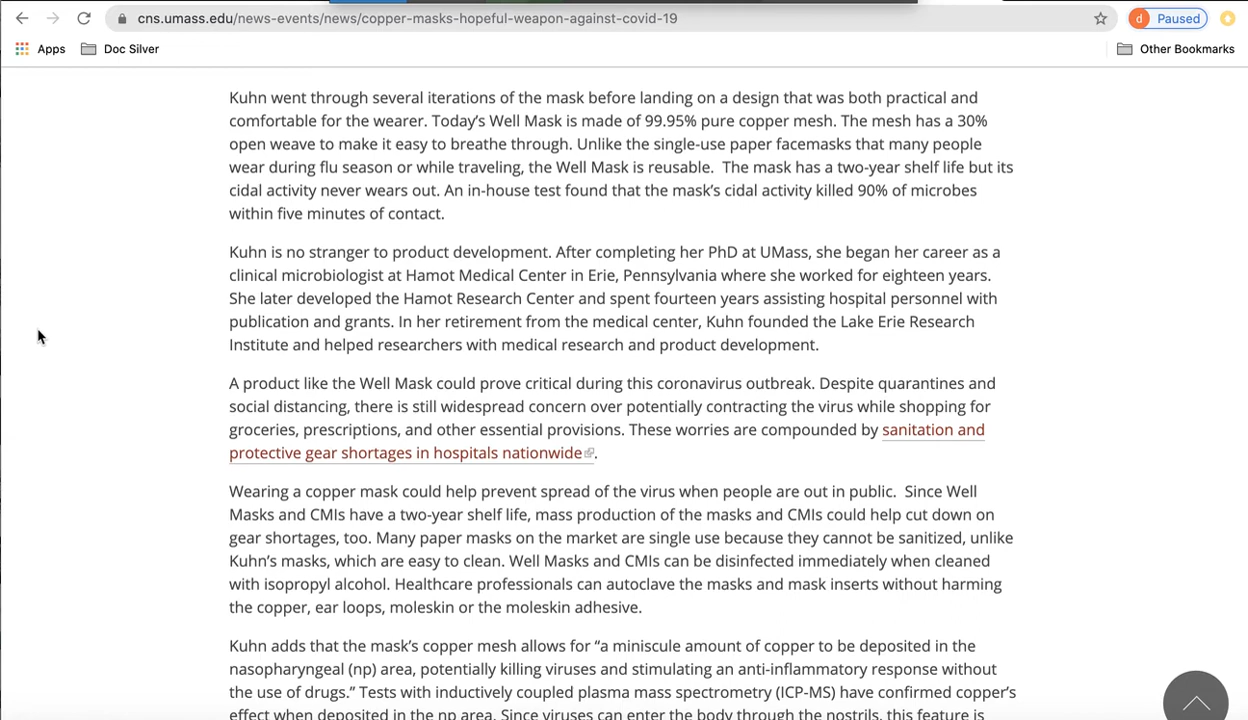 cns.umass.edu/news-events/news/copper-masks-hopeful-weapon-against-covid-19
d Paused
Apps Doc Silver Other Bookmarks
Kuhn went through several iterations of the mask before landing on a design that was both practical and
comfortable for the wearer. Today’s Well Mask is made of 99.95% pure copper mesh. The mesh has a 30%
open weave to make it easy to breathe through. Unlike the single-use paper facemasks that many people
wear during flu season or while traveling, the Well Mask is reusable.  The mask has a two-year shelf life but its
cidal activity never wears out. An in-house test found that the mask’s cidal activity killed 90% of microbes
within five minutes of contact.
Kuhn is no stranger to product development. After completing her PhD at UMass, she began her career as a
clinical microbiologist at Hamot Medical Center in Erie, Pennsylvania where she worked for eighteen years.
She later developed the Hamot Research Center and spent fourteen years assisting hospital personnel with
publication and grants. In her retirement from the medical center, Kuhn founded the Lake Erie Research
Institute and helped researchers with medical research and product development.
A product like the Well Mask could prove critical during this coronavirus outbreak. Despite quarantines and
social distancing, there is still widespread concern over potentially contracting the virus while shopping for
groceries, prescriptions, and other essential provisions. These worries are compounded by sanitation and
protective gear shortages in hospitals nationwide.
Wearing a copper mask could help prevent spread of the virus when people are out in public.  Since Well
Masks and CMIs have a two-year shelf life, mass production of the masks and CMIs could help cut down on
gear shortages, too. Many paper masks on the market are single use because they cannot be sanitized, unlike
Kuhn’s masks, which are easy to clean. Well Masks and CMIs can be disinfected immediately when cleaned
with isopropyl alcohol. Healthcare professionals can autoclave the masks and mask inserts without harming
the copper, ear loops, moleskin or the moleskin adhesive.
Kuhn adds that the mask’s copper mesh allows for “a miniscule amount of copper to be deposited in the
nasopharyngeal (np) area, potentially killing viruses and stimulating an anti-inflammatory response without
the use of drugs.” Tests with inductively coupled plasma mass spectrometry (ICP-MS) have confirmed copper’s
effect when deposited in the np area. Since viruses can enter the body through the nostrils, this feature is